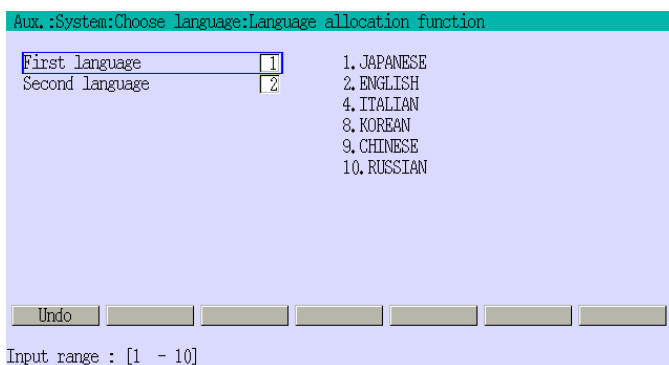 Aux.:System:Choose language:Language allocation function
First language 1
Second language 2
1. JAPANESE
2. ENGLISH
4. ITALIAN
8. KOREAN
9. CHINESE
10. RUSSIAN
Undo
Input range : [1 - 10]